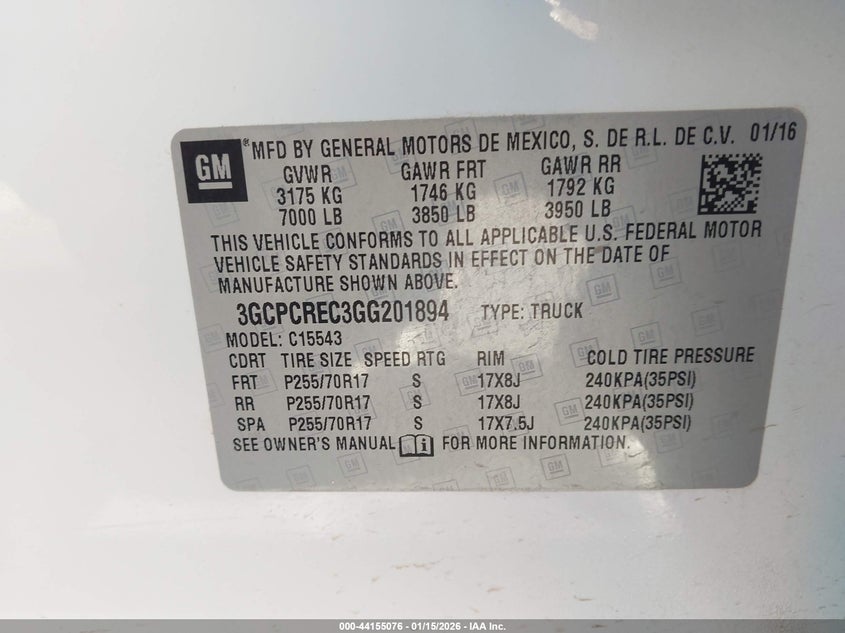 GM ® MFD BY GENERAL MOTORS DE MEXICO, S. DE R.L. DE C.V. 01/16
GVWR GAWR FRT GAWR RR
3175 KG 1746 KG 1792 KG
7000 LB 3850 LB 3950 LB
THIS VEHICLE CONFORMS TO ALL APPLICABLE U.S. FEDERAL MOTOR
VEHICLE SAFETY STANDARDS IN EFFECT ON THE DATE OF
MANUFACTURE SHOWN ABOVE.
3GCPCREC3GG201894 TYPE: TRUCK
MODEL: C15543
CDRT TIRE SIZE SPEED RTG RIM COLD TIRE PRESSURE
FRT P255/70R17 S 17X8J 240KPA(35PSI)
RR P255/70R17 S 17X8J 240KPA(35PSI)
SPA P255/70R17 S 17X7.5J 240KPA(35PSI)
SEE OWNER'S MANUAL i FOR MORE INFORMATION.
000-44155076 - 01/15/2026 - IAA Inc.